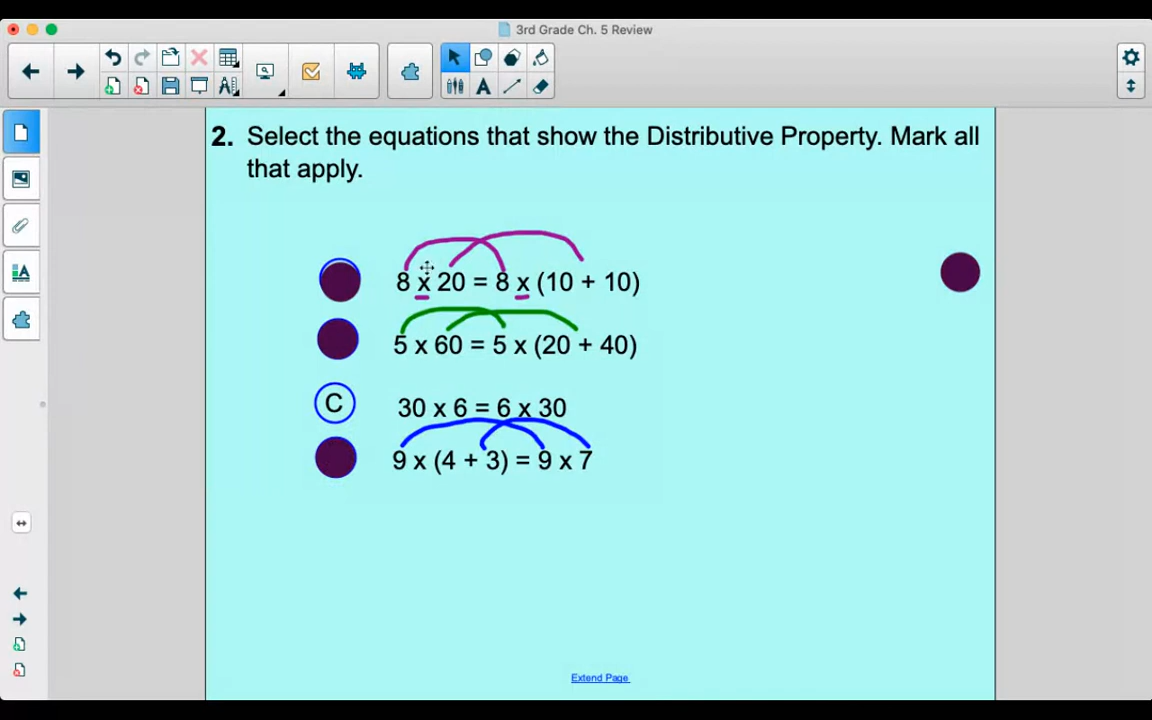 3rd Grade Ch. 5 Review
2. Select the equations that show the Distributive Property. Mark all
that apply.
8 x 20 = 8 x (10 + 10)
5 x 60 = 5 x (20 + 40)
C 30 x 6 = 6 x 30
9 x (4 + 3) = 9 x 7
Extend Page